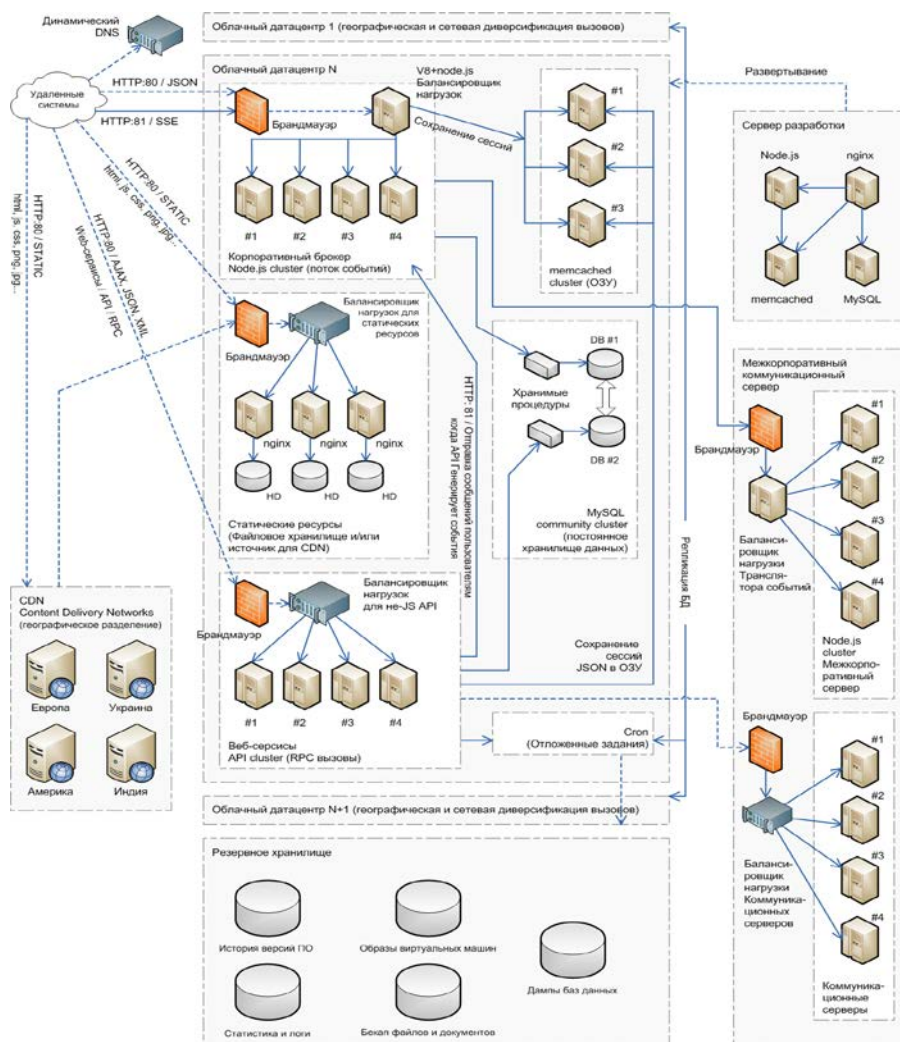 Динамический
DNS
Облачный датацентр 1 (географическая и сетевая диверсификация вызовов)
Удаленные
системы
HTTP:80 / JSON
HTTP:81 / SSE
HTTP:80 / STATIC
html, js, css, png, jpg...
HTTP:80 / STATIC
html, js, css, png, jpg...
HTTP:80 / AJAX, JSON, XML
Web-сервисы / API / RPC
Облачный датацентр N
V8+node.js
Балансировщик
нагрузок
Брандмауэр
Сохранение
сессий
#1
#2
#3
#4
Корпоративный брокер
Node.js cluster (поток событий)
#1
#2
#3
memcached
cluster (ОЗУ)
Развертывание
Сервер разработки
Node.js
nginx
memcached
MySQL
Балансировщик
нагрузок для
статических
ресурсов
Брандмауэр
nginx
nginx
nginx
HD
HD
HD
Статические ресурсы
(Файловое хранилище и/или
источник для CDN)
HTTP: 81 / Отправка сообщений пользователям
когда API Генерирует события
DB #1
Хранимые
процедуры
DB #2
MySQL
community cluster
(постоянное
хранилище данных)
Репликация БД
Межкорпоративный
коммуникационный
сервер
Брандмауэр
#1
#2
#3
#4
Балансировщик
нагрузки
Транслятора событий
Node.js
cluster
Межкорпоративный
сервер
CDN
Content Delivery Networks
(географическое разделение)
Европа
Украина
Америка
Индия
Балансировщик
нагрузок
для не-JS API
Брандмауэр
#1
#2
#3
#4
Веб-серсисы
API cluster (RPC вызовы)
Сохранение
сессий
JSON в ОЗУ
Cron
(Отложенные задания)
Брандмауэр
#1
#2
#3
#4
Балансировщик
нагрузки
Коммуникационных
серверов
Коммуникационные
серверы
Облачный датацентр N+1 (географическая и сетевая диверсификация вызовов)
Резервное хранилище
История версий ПО
Образы виртуальных машин
Дампы баз данных
Статистика и логи
Бекап файлов и документов